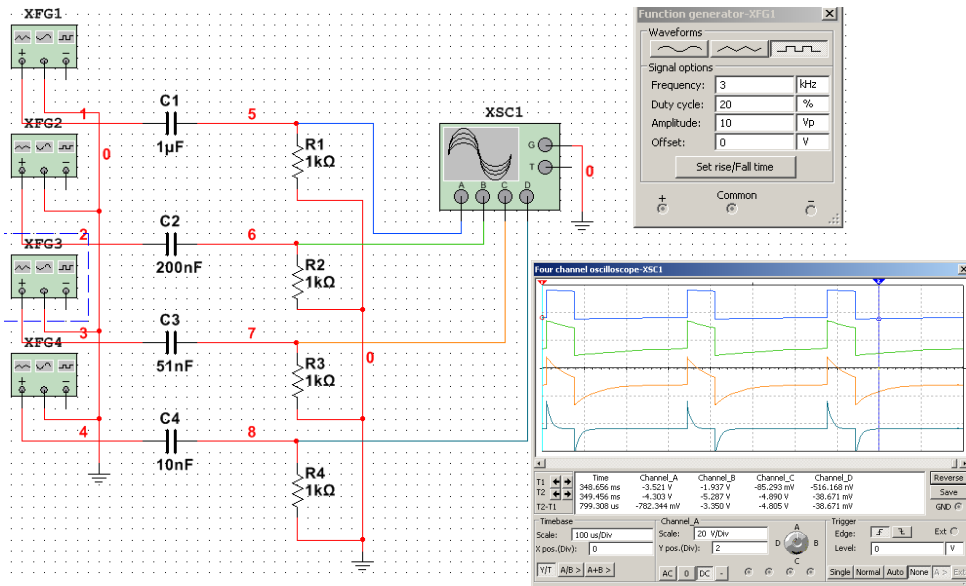 XFG1
1
C1
1µF
5
R1
1kΩ
XFG2
0
2
C2
200nF
6
R2
1kΩ
XFG3
3
C3
51nF
7
R3
1kΩ
0
XFG4
4
C4
10nF
8
R4
1kΩ
XSC1
G
T
A B C D
0
Function generator-XFG1
Waveforms
Signal options
Frequency: 3 kHz
Duty cycle: 20 %
Amplitude: 10 Vp
Offset: 0 V
Set rise/Fall time
+ Common −
Four channel oscilloscope-XSC1
Time Channel_A Channel_B Channel_C Channel_D
T1 348.656 ms -3.521 V -1.937 V -85.293 mV -516.168 nV
T2 349.456 ms -4.303 V -5.287 V -4.890 V -38.671 mV
T2-T1 799.308 us -782.344 mV -3.350 V -4.805 V -38.671 mV
Reverse
Save
GND
Timebase
Scale: 100 us/Div
X pos.(Div): 0
Y/T A/B > A+B >
Channel_A
Scale: 20 V/Div
Y pos.(Div): 2
AC 0 DC -
A
D B
C
Trigger
Edge: Ext
Level: 0 V
Single Normal Auto None A > Ext